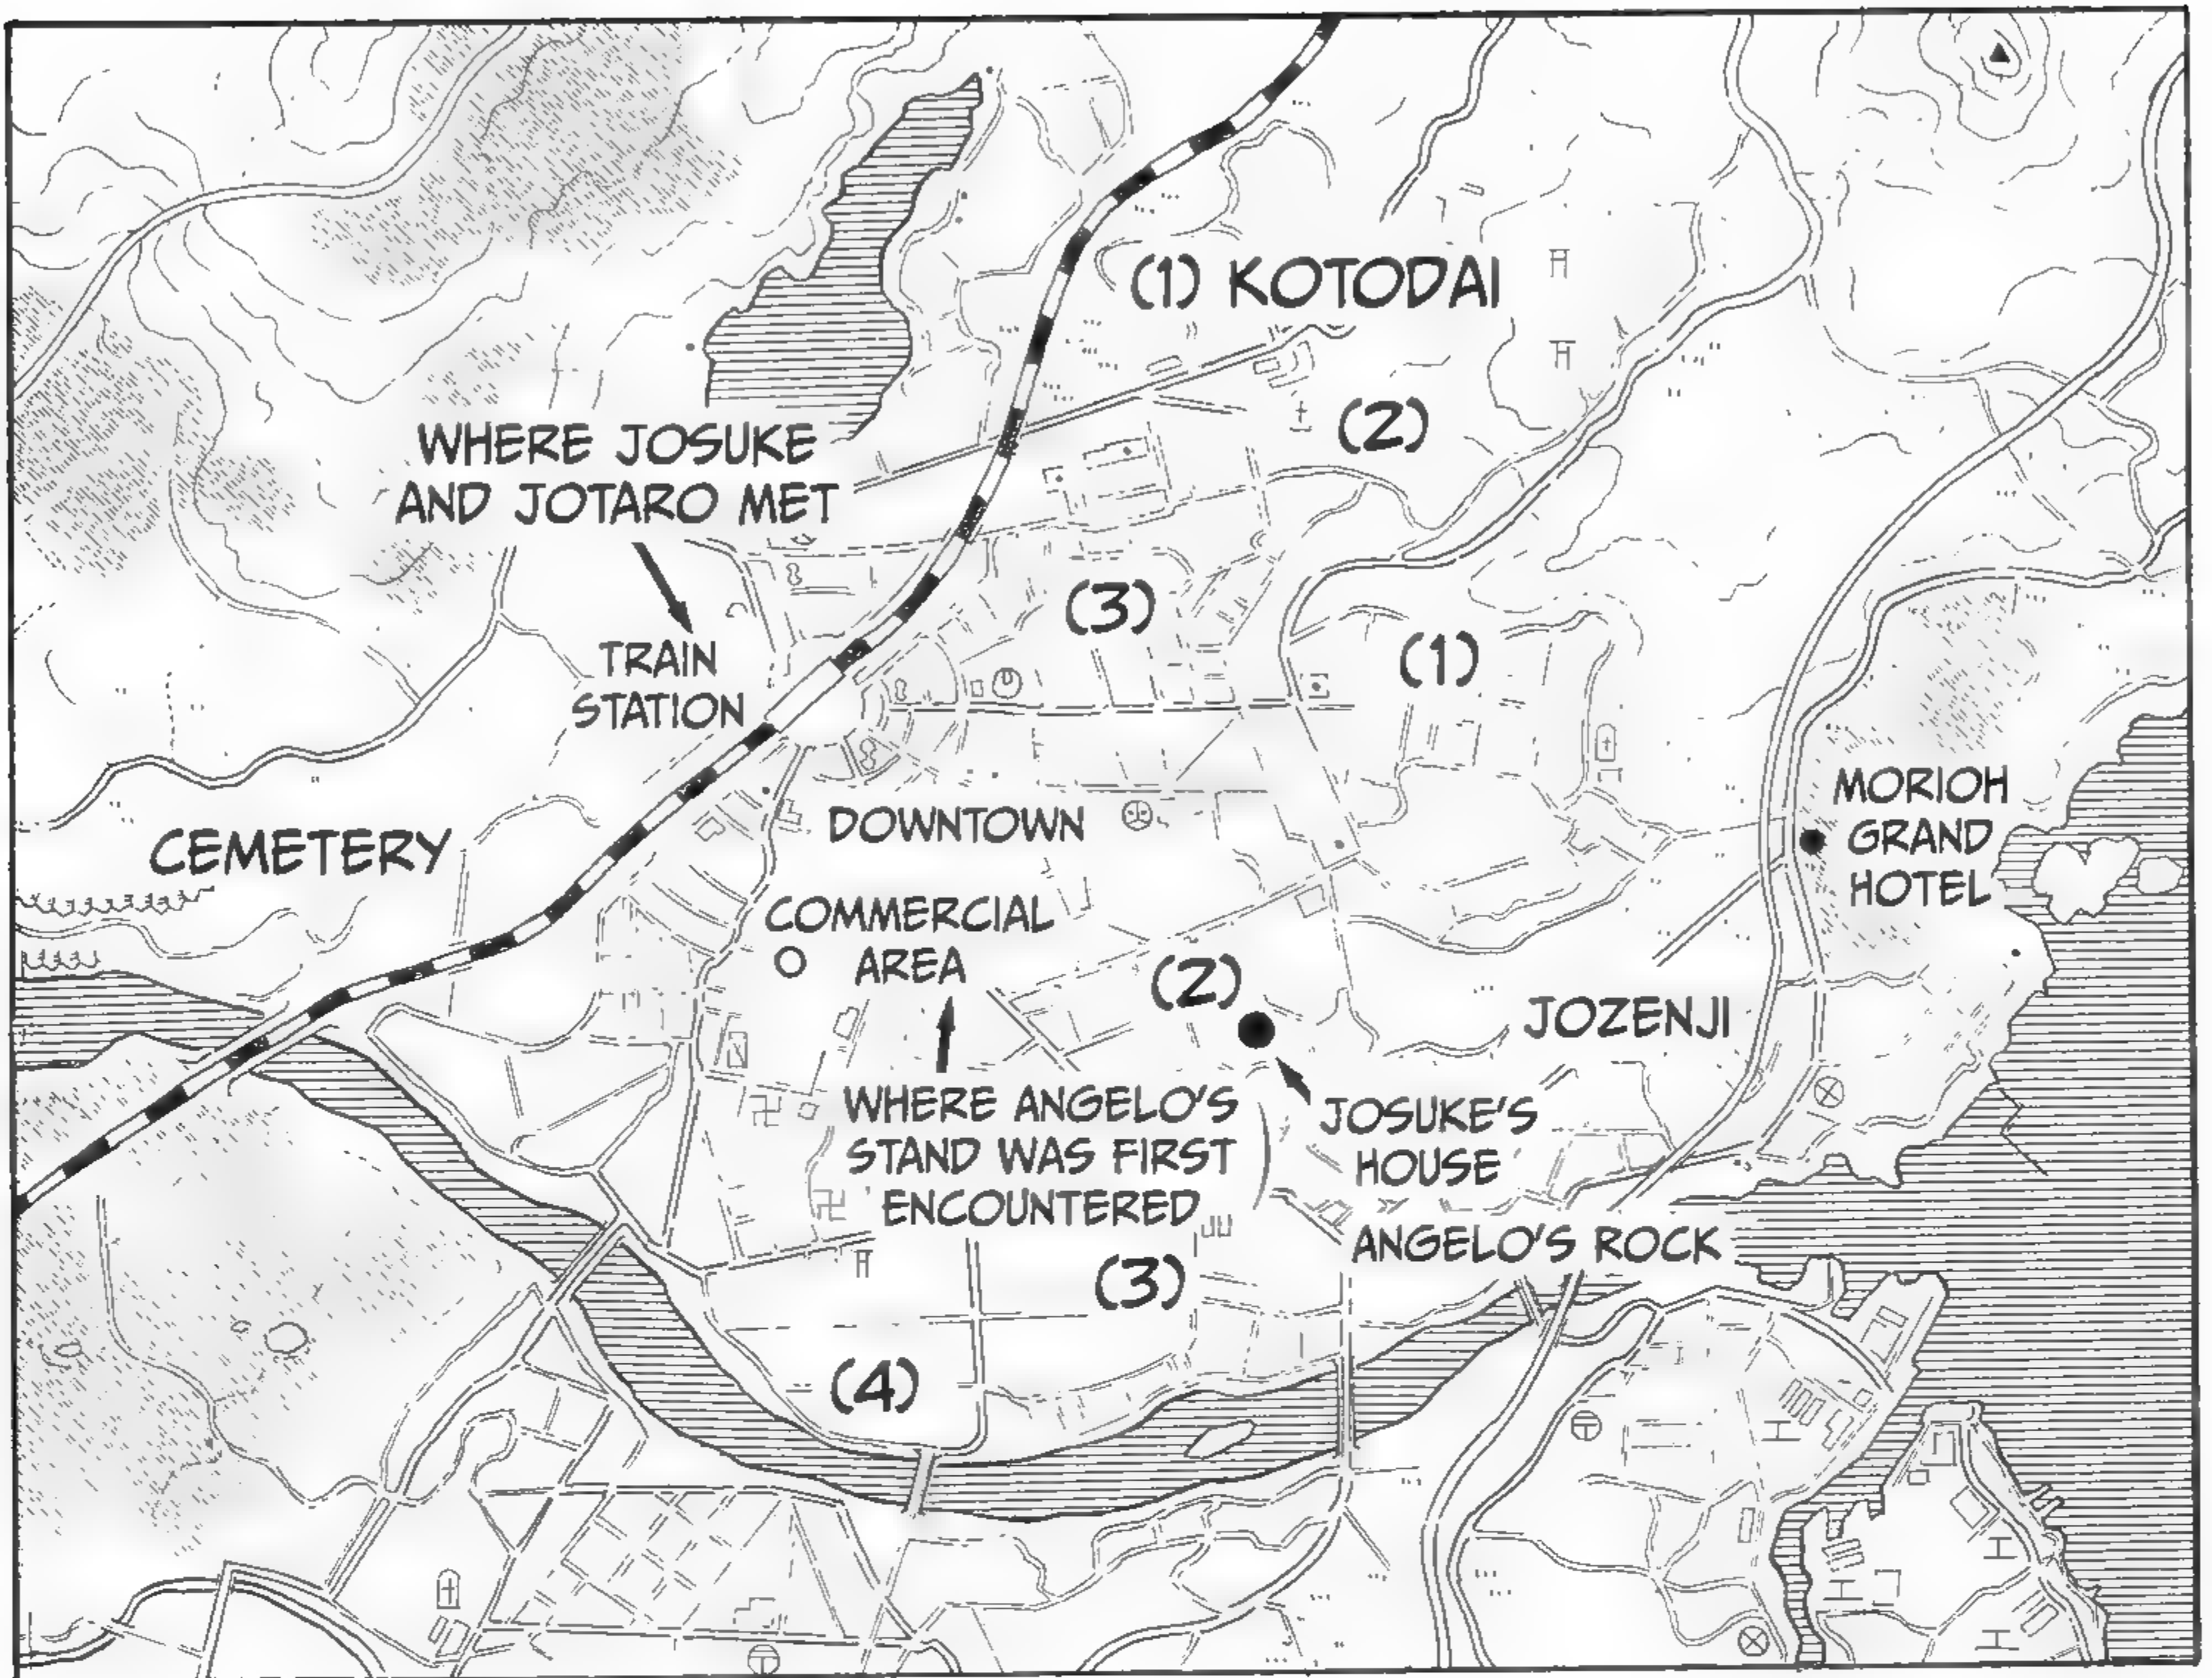 (1) KOTODAI
(2)
WHERE JOSUKE
AND JOTARO MET
(3)
(1)
TRAIN
STATION
MORIOH
GRAND
HOTEL
DOWNTOWN
CEMETERY
COMMERCIAL
AREA
(2)
JOZENJI
WHERE ANGELO'S
STAND WAS FIRST
ENCOUNTERED
JOSUKE'S
HOUSE
ANGELO'S ROCK
(3)
(4)